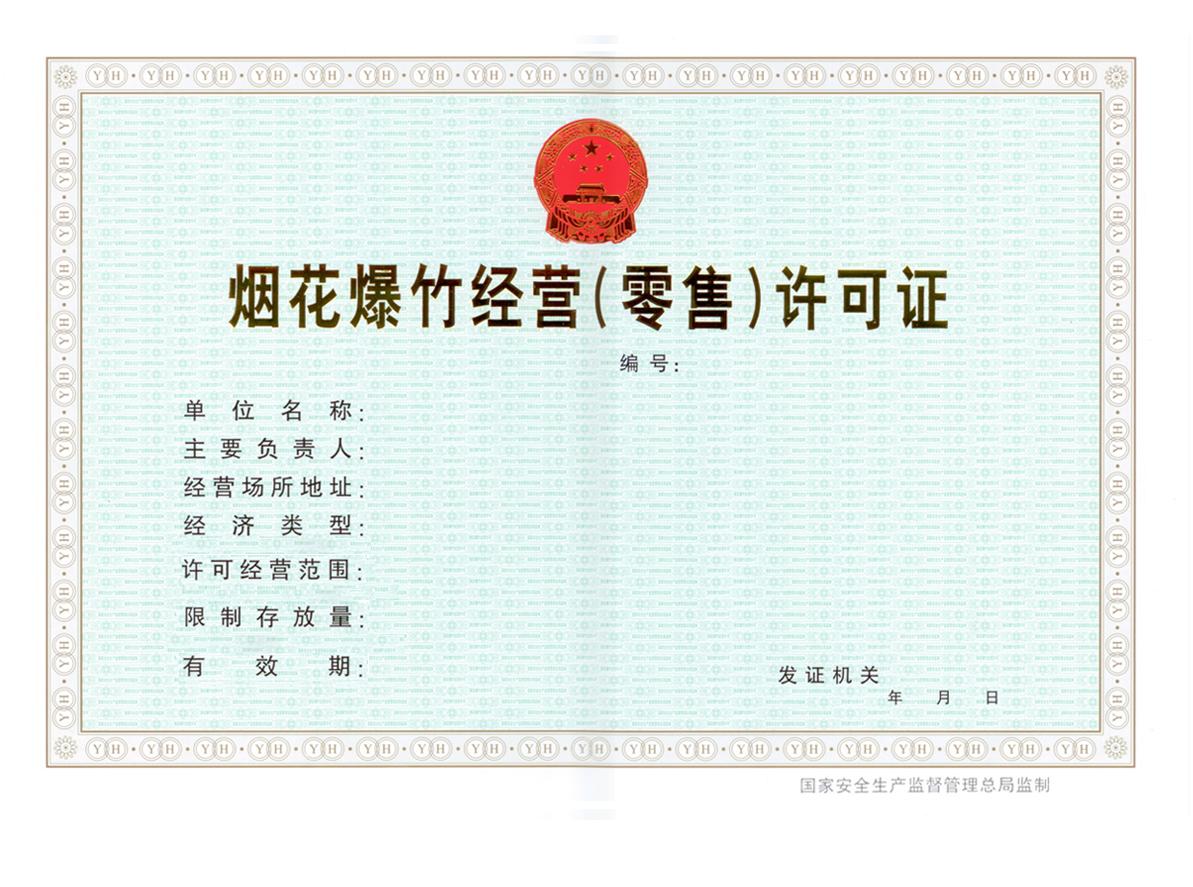 烟花爆竹经营(零售)许可证
编号:
单位名称:
主要负责人:
经营场所地址:
经济类型:
许可经营范围:
限制存放量:
有效期:
发证机关
年 月 日
国家安全生产监督管理总局监制